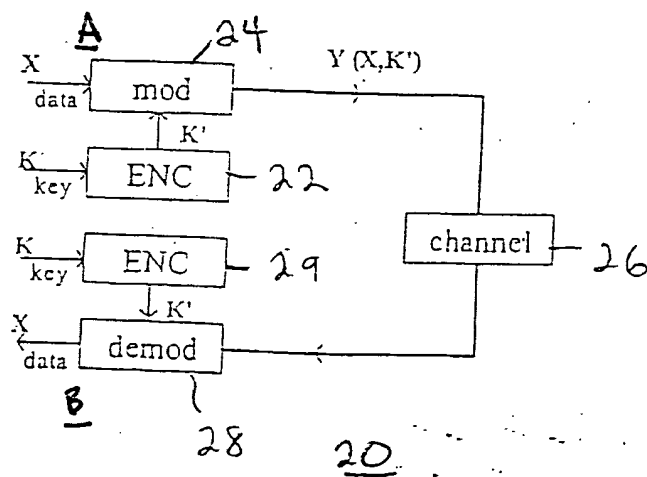 A
24
X
data
mod
Y (X,K')
K'
K
key
ENC
22
K
key
ENC
29
channel
26
K'
X
data
demod
B
28
20